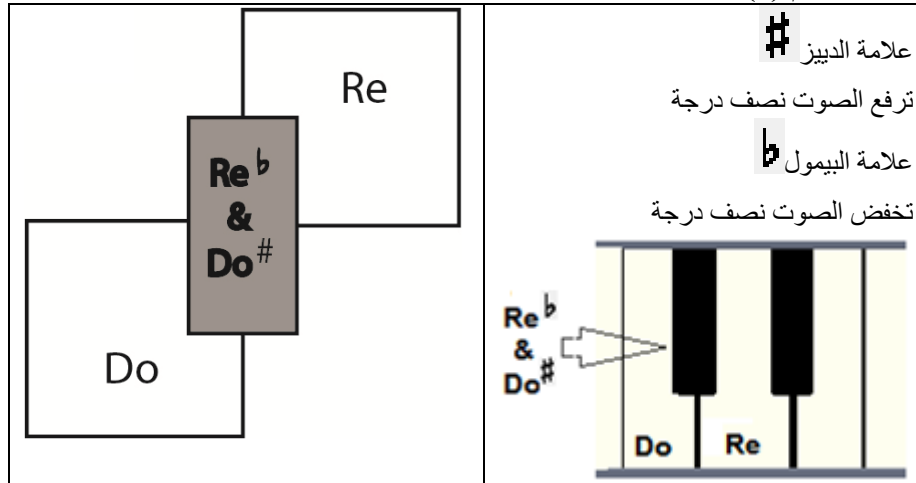 Re
Re♭
&
Do#
Do
علامة الدييز #
ترفع الصوت نصف درجة
علامة البيمول ♭
تخفض الصوت نصف درجة
Re♭
&
Do#
Do Re